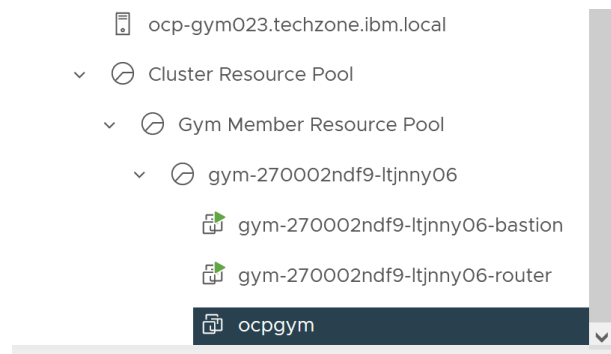 ocp-gym023.techzone.ibm.local
Cluster Resource Pool
Gym Member Resource Pool
gym-270002ndf9-ltjnny06
gym-270002ndf9-ltjnny06-bastion
gym-270002ndf9-ltjnny06-router
ocpgym